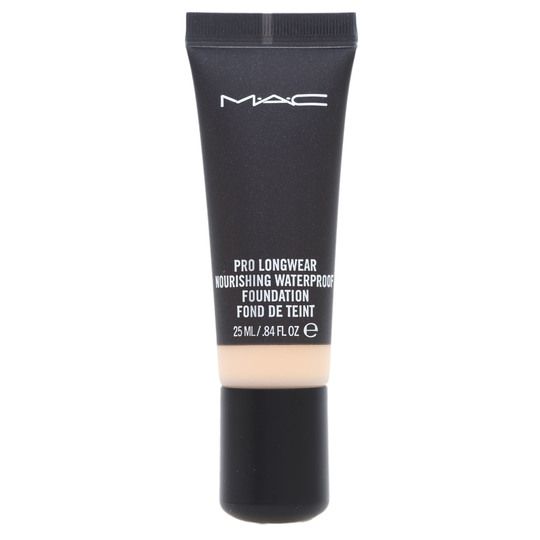 M·A·C
PRO LONGWEAR
NOURISHING WATERPROOF
FOUNDATION
FOND DE TEINT
25 ML / .84 FL OZ ℮